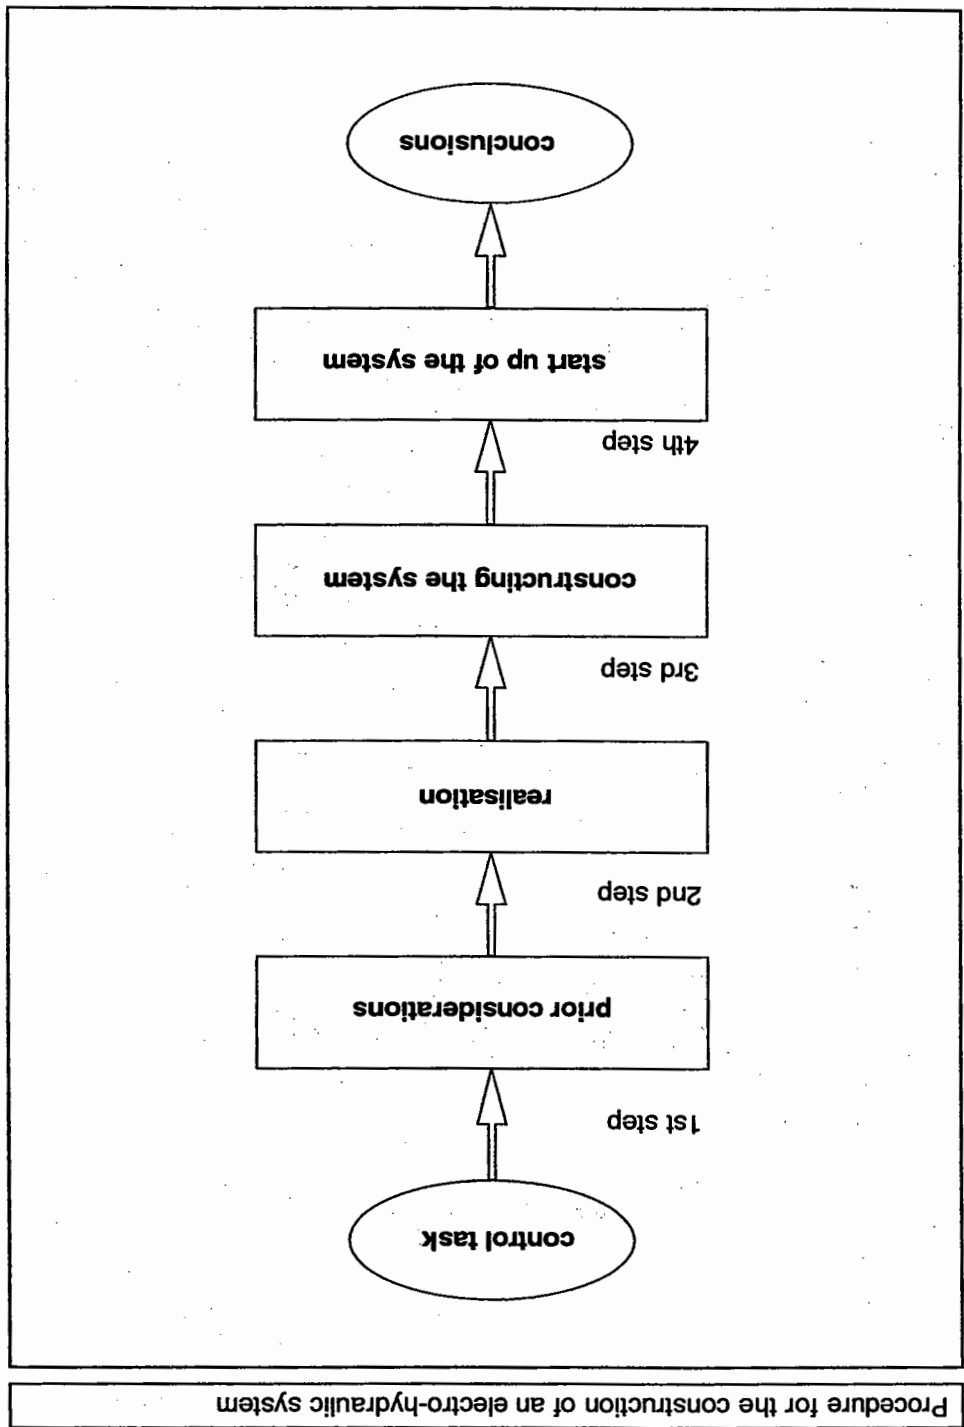 Procedure for the construction of an electro-hydraulic system
control task
1st step
prior considerations
2nd step
realisation
3rd step
constructing the system
4th step
start up of the system
conclusions